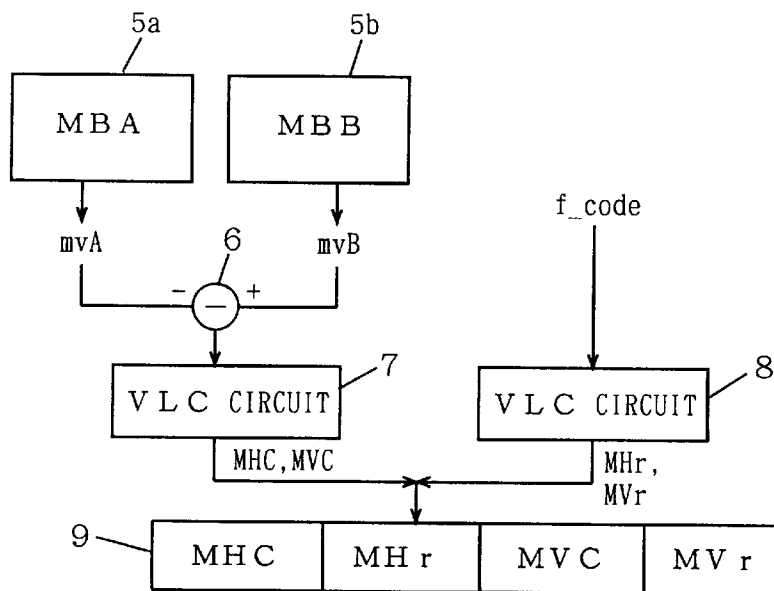 5a
5b
MBA
MBB
mvA
6
mvB
f_code
- +
−
7
8
VLC CIRCUIT
VLC CIRCUIT
MHC,MVC
MHr,
MVr
9
MHC MHr MVC MVr